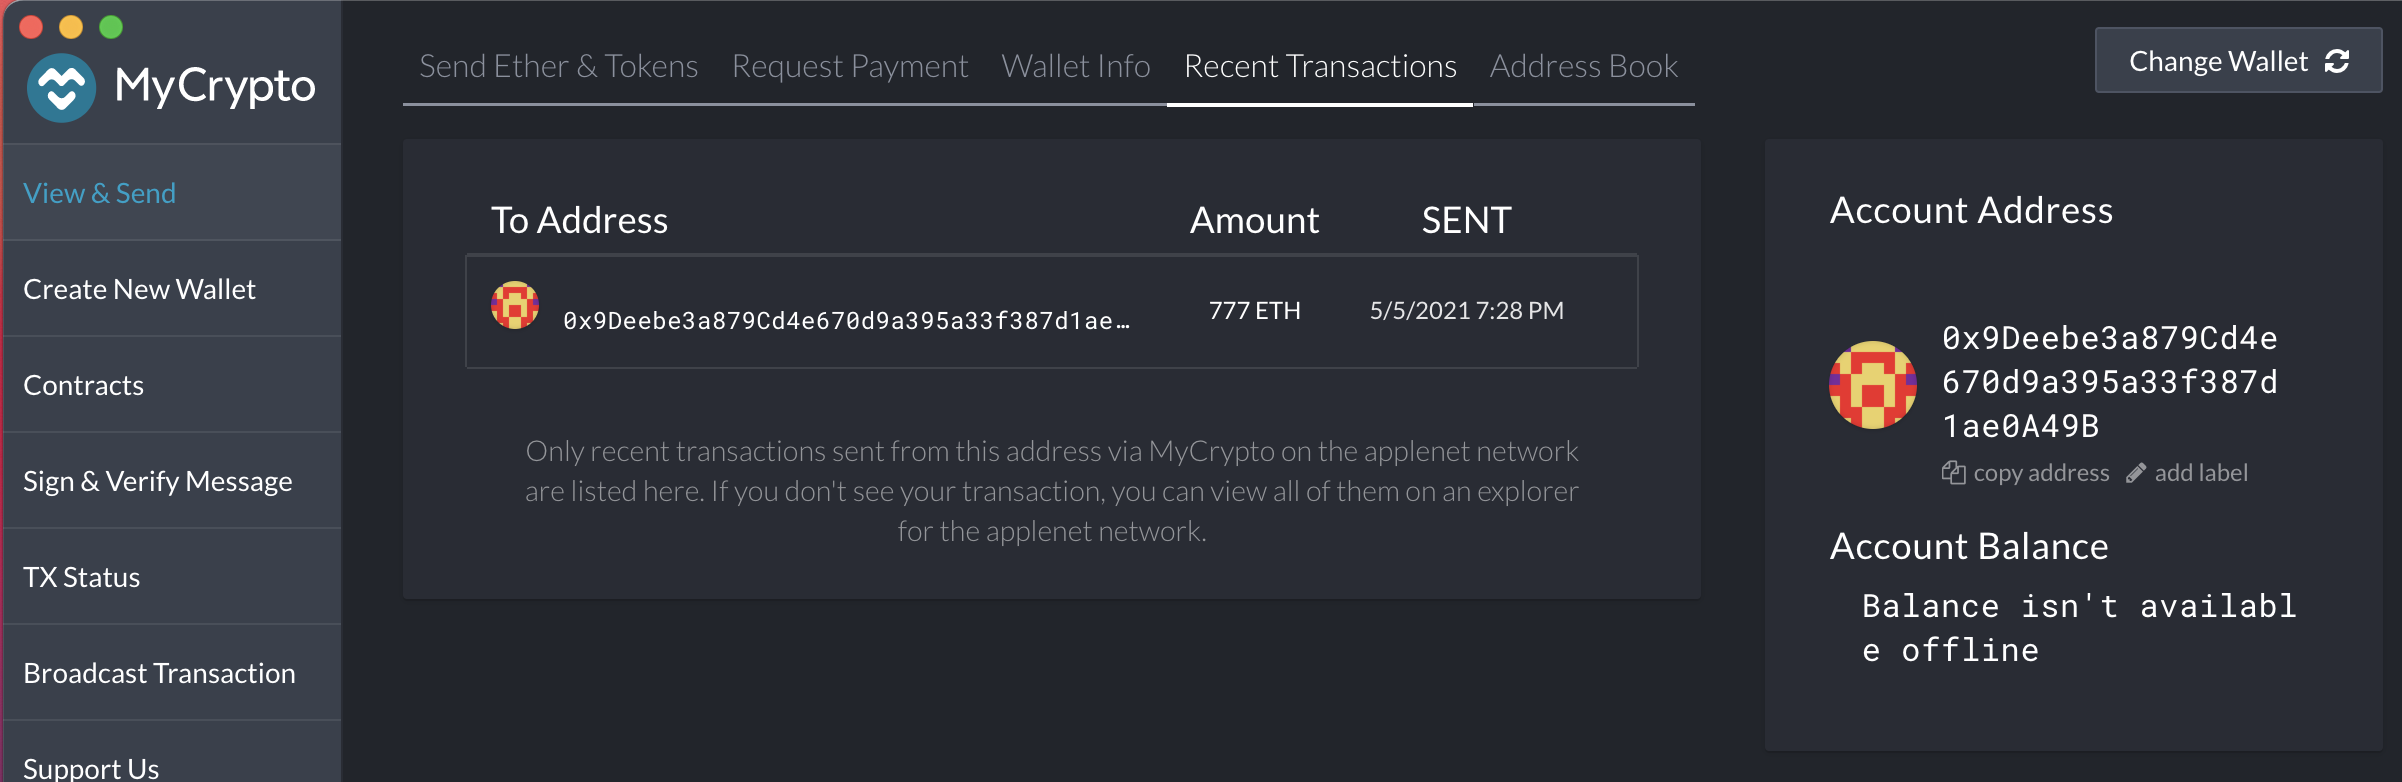 MyCrypto
View & Send
Create New Wallet
Contracts
Sign & Verify Message
TX Status
Broadcast Transaction
Support Us
Send Ether & Tokens Request Payment Wallet Info Recent Transactions Address Book
Change Wallet
To Address Amount SENT
0x9Deebe3a879Cd4e670d9a395a33f387d1ae… 777 ETH 5/5/2021 7:28 PM
Only recent transactions sent from this address via MyCrypto on the applenet network
are listed here. If you don't see your transaction, you can view all of them on an explorer
for the applenet network.
Account Address
0x9Deebe3a879Cd4e
670d9a395a33f387d
1ae0A49B
copy address add label
Account Balance
Balance isn't availabl
e offline